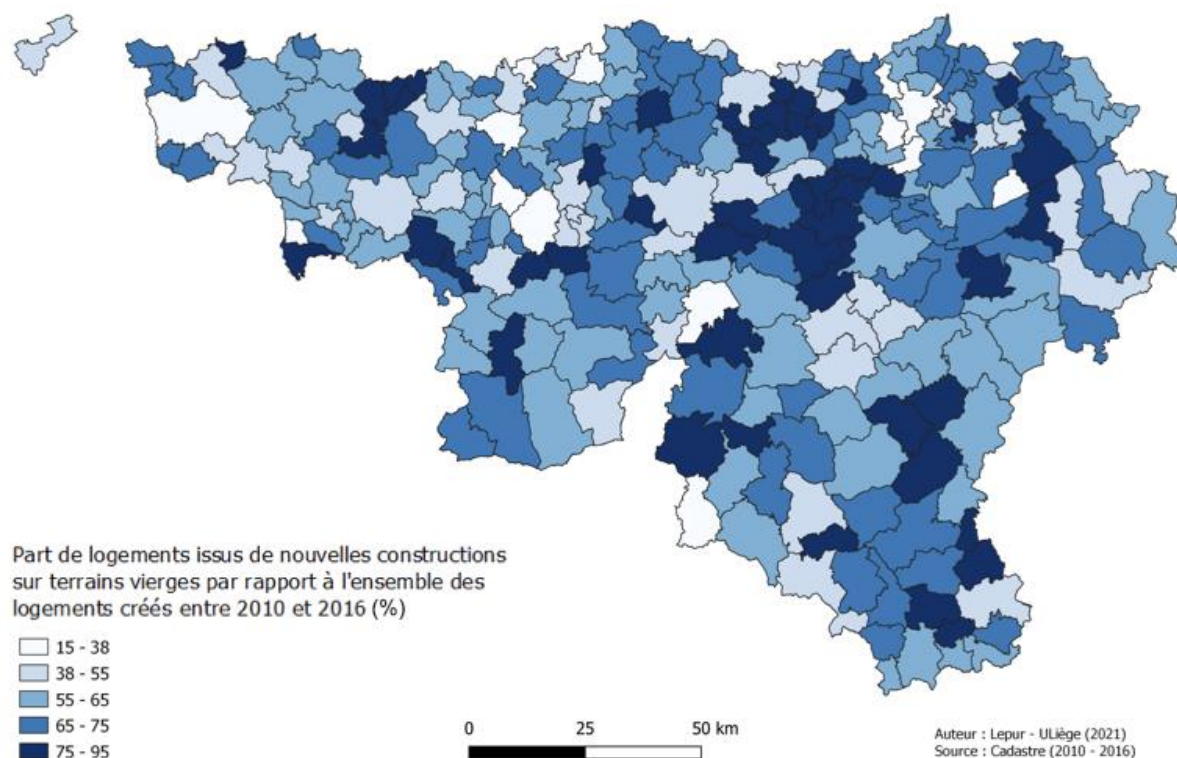 Part de logements issus de nouvelles constructions
sur terrains vierges par rapport à l'ensemble des
logements créés entre 2010 et 2016 (%)
15 - 38
38 - 55
55 - 65
65 - 75
75 - 95
0 25 50 km
Auteur : Lepur - ULiège (2021)
Source : Cadastre (2010 - 2016)